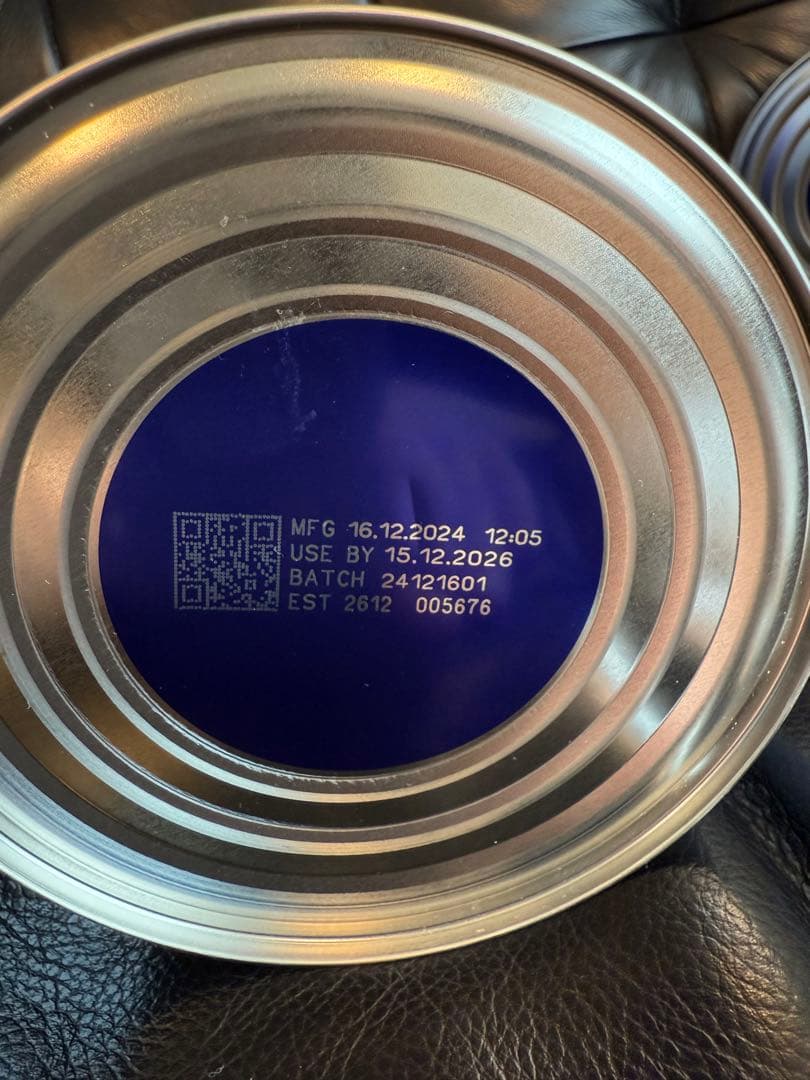 MFG 16.12.2024 12:05
USE BY 15.12.2026
BATCH 24121601
EST 2612 005676